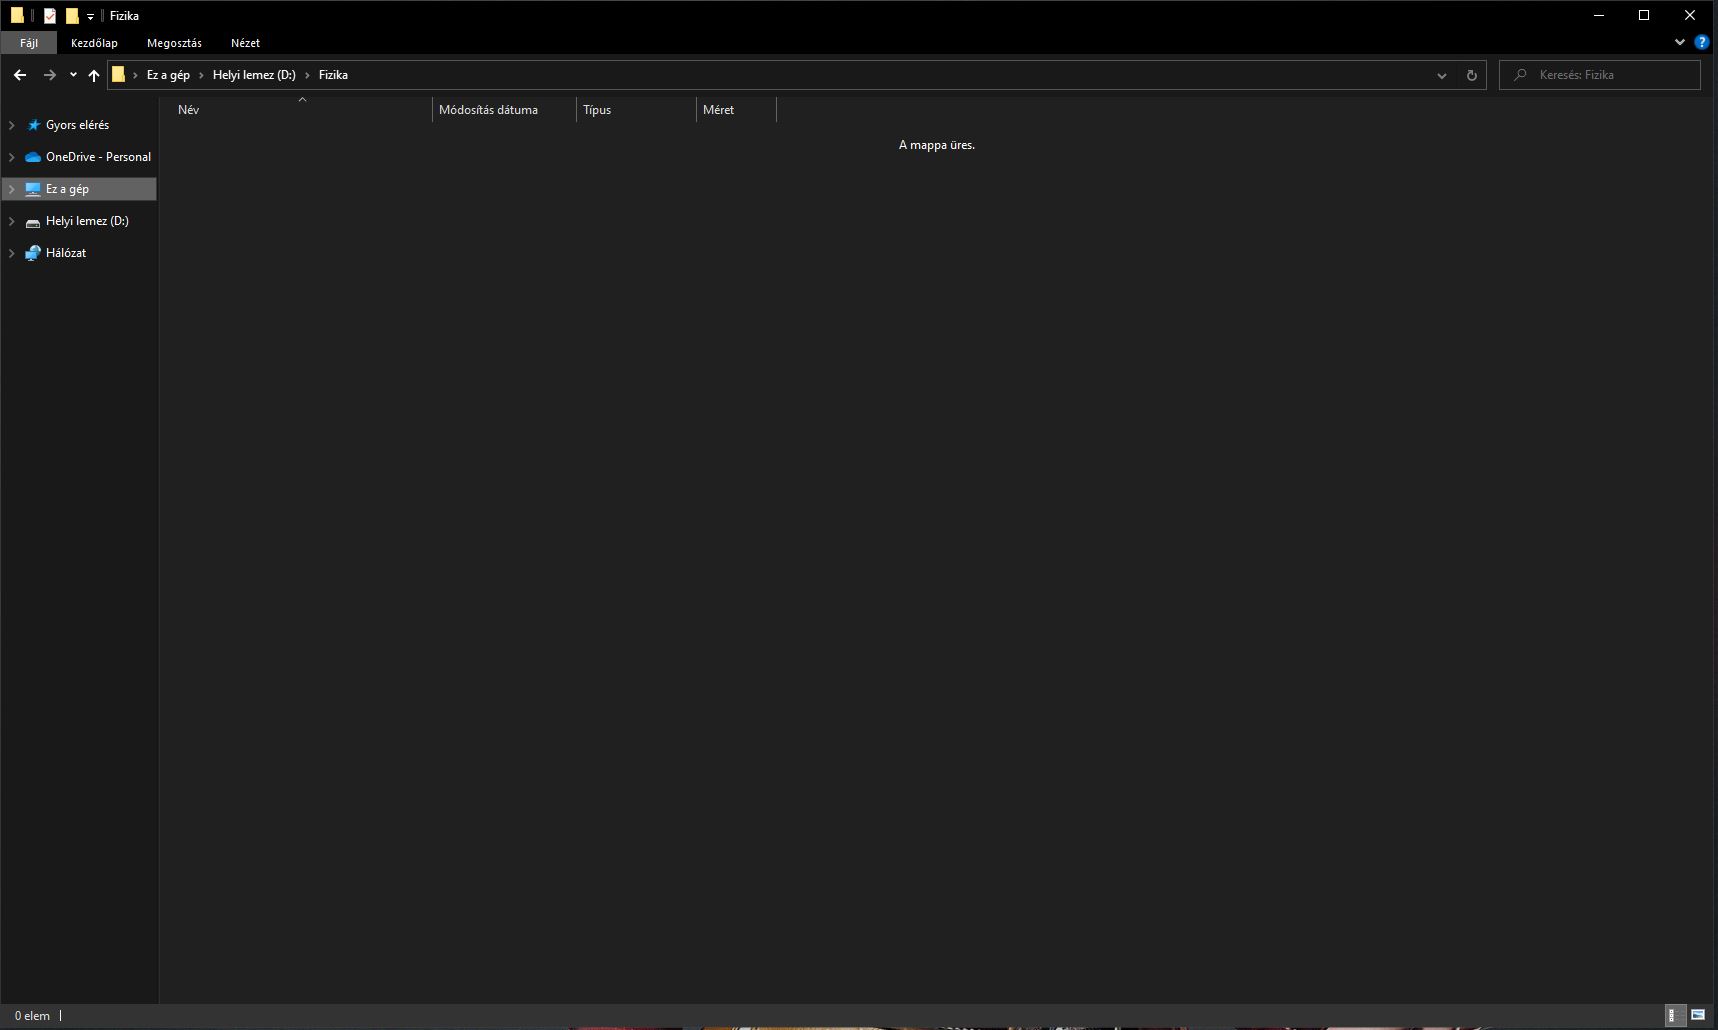 Fizika
Fájl Kezdőlap Megosztás Nézet
Ez a gép Helyi lemez (D:) Fizika
Keresés: Fizika
Név Módosítás dátuma Típus Méret
A mappa üres.
Gyors elérés
OneDrive - Personal
Ez a gép
Helyi lemez (D:)
Hálózat
0 elem